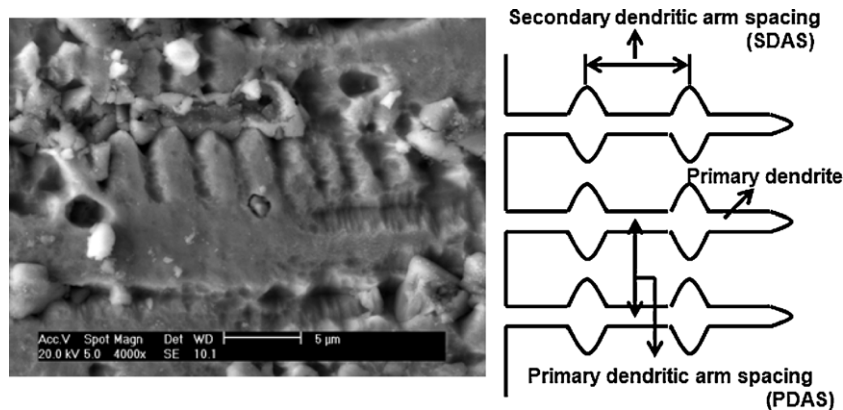 Acc.V Spot Magn Det WD 5 µm
20.0 kV 5.0 4000x SE 10.1
Secondary dendritic arm spacing
(SDAS)
Primary dendrite
Primary dendritic arm spacing
(PDAS)